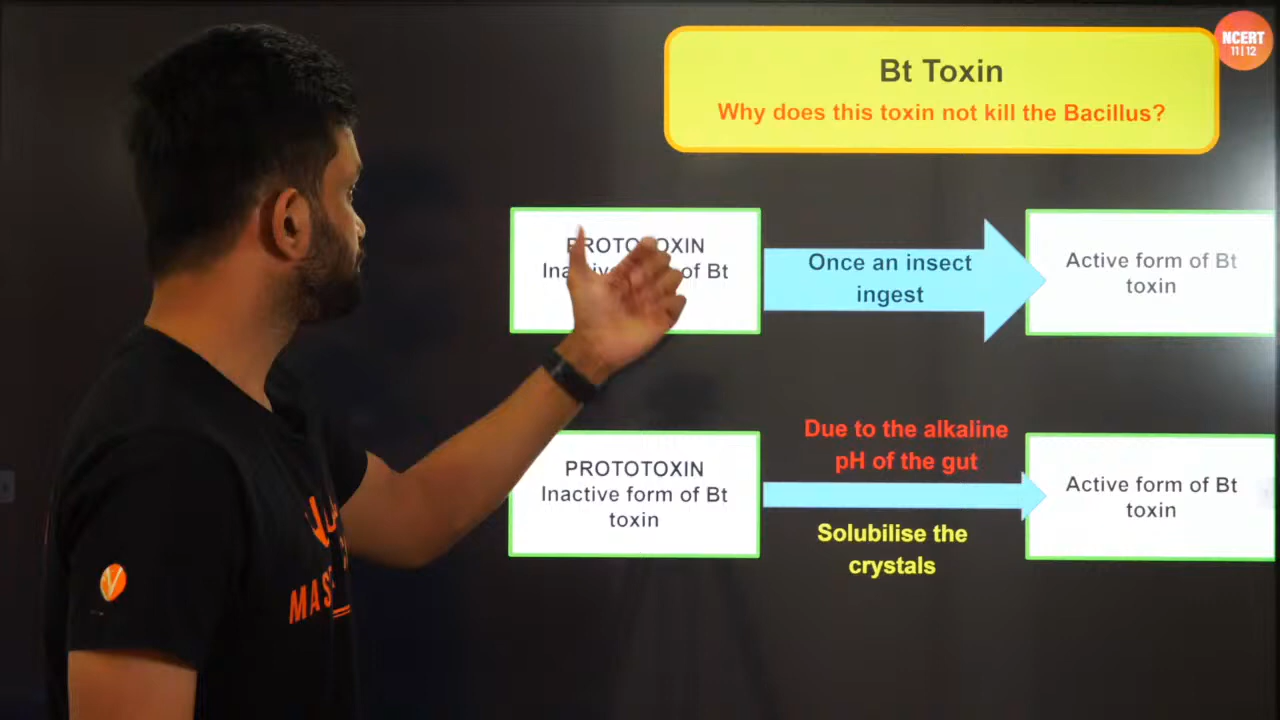 NCERT
11|12
Bt Toxin
Why does this toxin not kill the Bacillus?
of Bt
Once an insect
ingest
Active form of Bt
toxin
PROTOTOXIN
Inactive form of Bt
toxin
Due to the alkaline
pH of the gut
Solubilise the
crystals
Active form of Bt
toxin
V